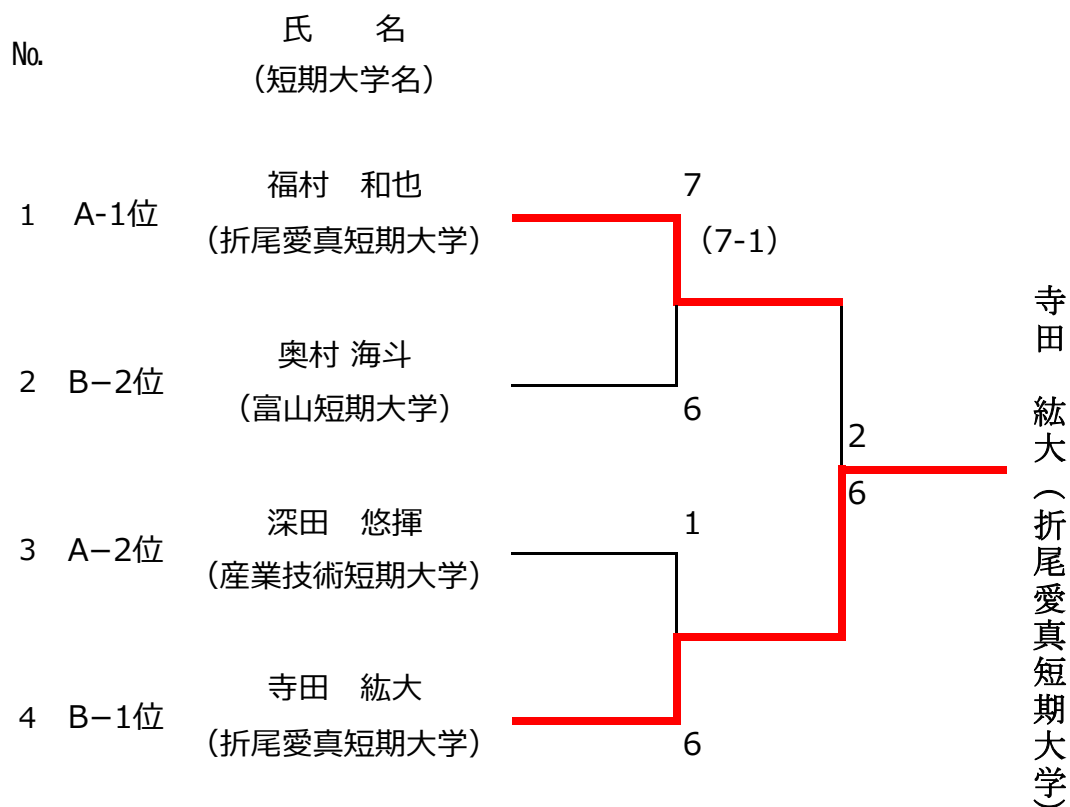 No.
氏　　名
（短期大学名）
1 A-1位
福村　和也
（折尾愛真短期大学）
7
（7-1）
2 B−2位
奥村 海斗
（富山短期大学）
6
2
6
3 A−2位
深田　悠揮
（産業技術短期大学）
1
4 B−1位
寺田　紘大
（折尾愛真短期大学）
6
寺田　紘大（折尾愛真短期大学）